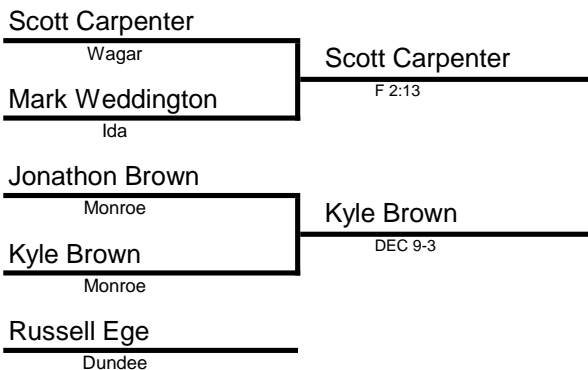 Scott Carpenter
Wagar
Scott Carpenter
F 2:13
Mark Weddington
Ida
Jonathon Brown
Monroe
Kyle Brown
DEC 9-3
Kyle Brown
Monroe
Russell Ege
Dundee